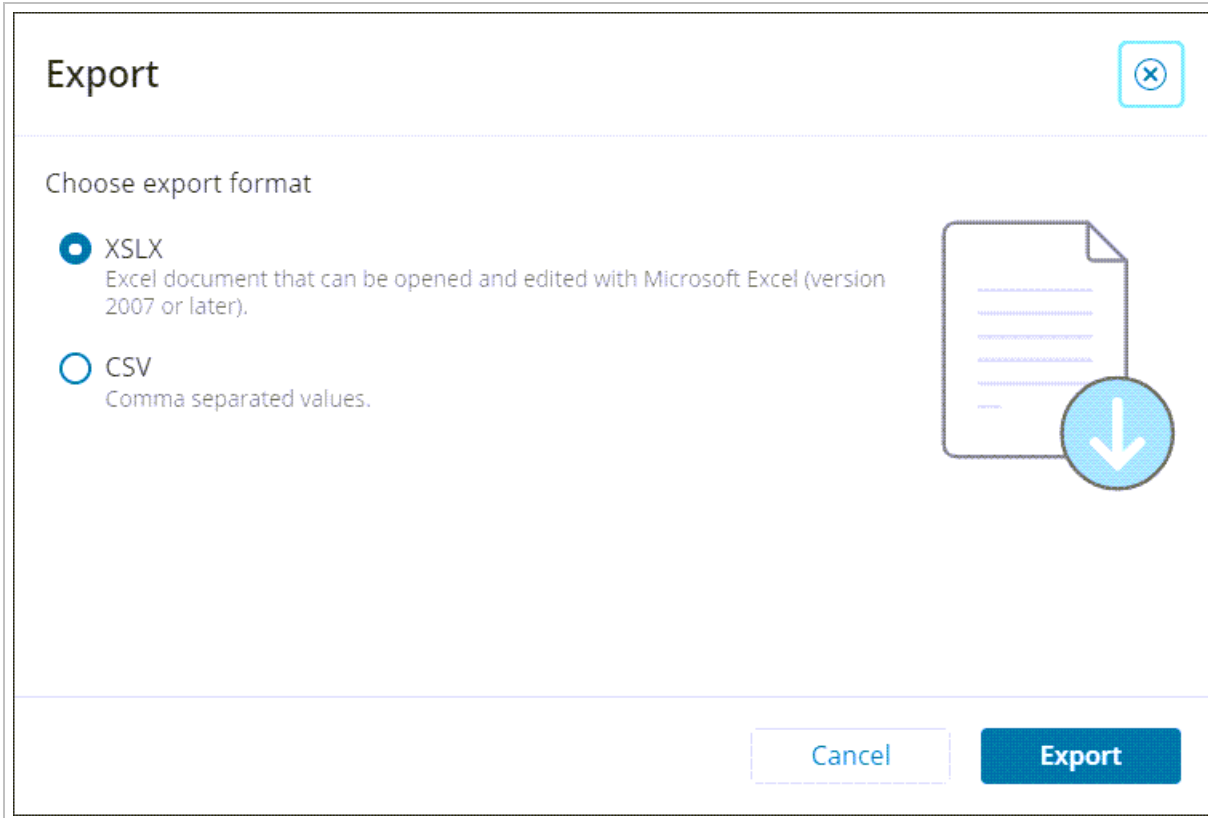 Export
Choose export format
XSLX
Excel document that can be opened and edited with Microsoft Excel (version
2007 or later).
CSV
Comma separated values.
Cancel
Export